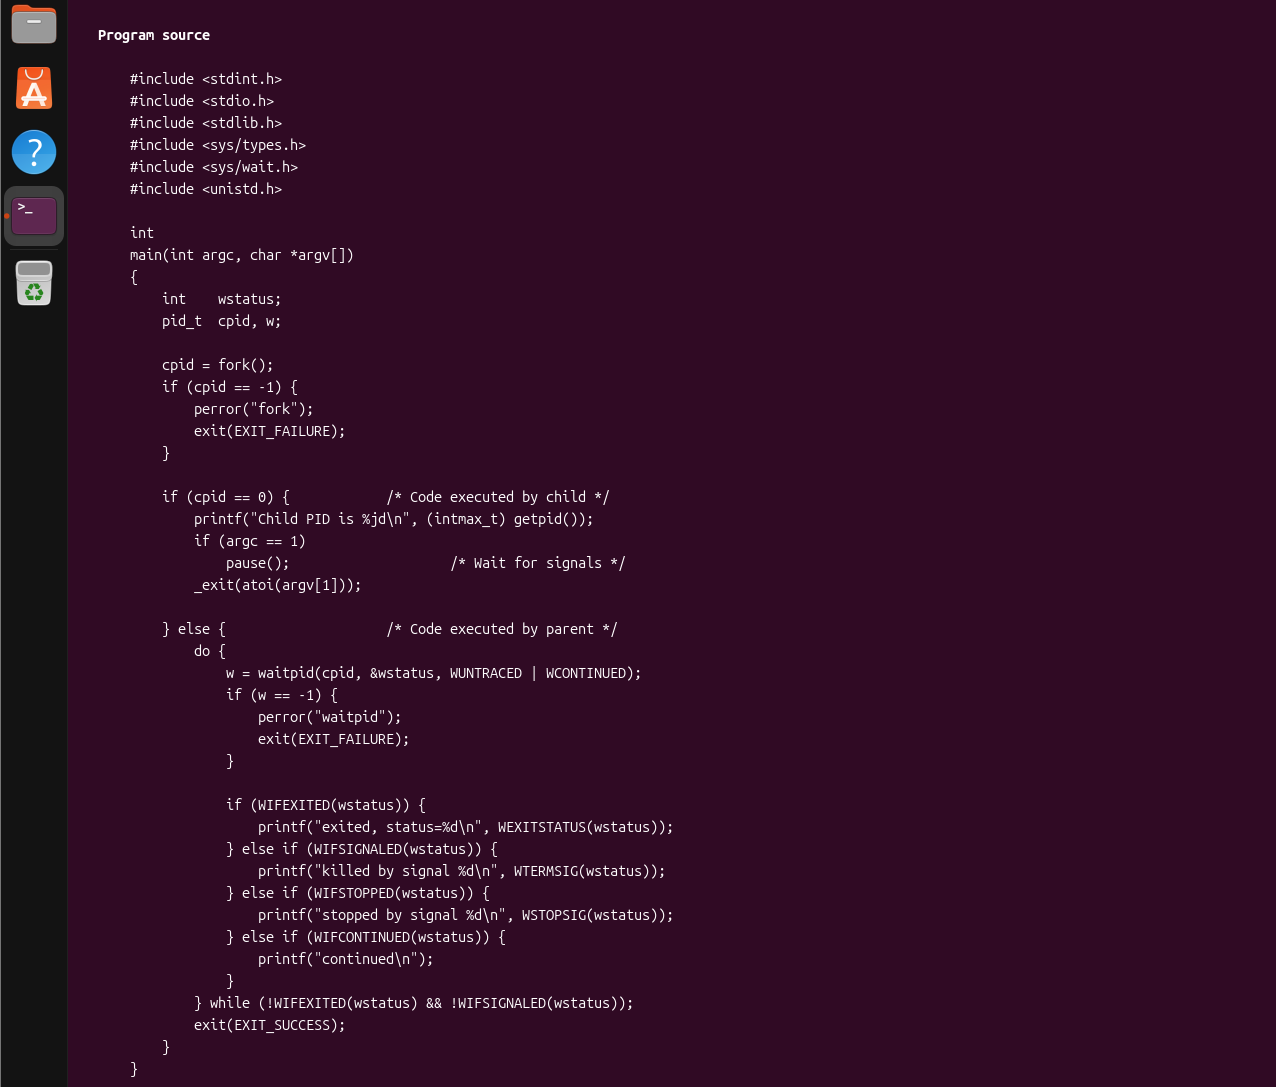 Program source
#include <stdint.h>
#include <stdio.h>
#include <stdlib.h>
#include <sys/types.h>
#include <sys/wait.h>
#include <unistd.h>
int
main(int argc, char *argv[])
{
    int    wstatus;
    pid_t  cpid, w;
    cpid = fork();
    if (cpid == -1) {
        perror("fork");
        exit(EXIT_FAILURE);
    }
    if (cpid == 0) {            /* Code executed by child */
        printf("Child PID is %jd\n", (intmax_t) getpid());
        if (argc == 1)
            pause();                    /* Wait for signals */
        _exit(atoi(argv[1]));
    } else {                    /* Code executed by parent */
        do {
            w = waitpid(cpid, &wstatus, WUNTRACED | WCONTINUED);
            if (w == -1) {
                perror("waitpid");
                exit(EXIT_FAILURE);
            }
            if (WIFEXITED(wstatus)) {
                printf("exited, status=%d\n", WEXITSTATUS(wstatus));
            } else if (WIFSIGNALED(wstatus)) {
                printf("killed by signal %d\n", WTERMSIG(wstatus));
            } else if (WIFSTOPPED(wstatus)) {
                printf("stopped by signal %d\n", WSTOPSIG(wstatus));
            } else if (WIFCONTINUED(wstatus)) {
                printf("continued\n");
            }
        } while (!WIFEXITED(wstatus) && !WIFSIGNALED(wstatus));
        exit(EXIT_SUCCESS);
    }
}